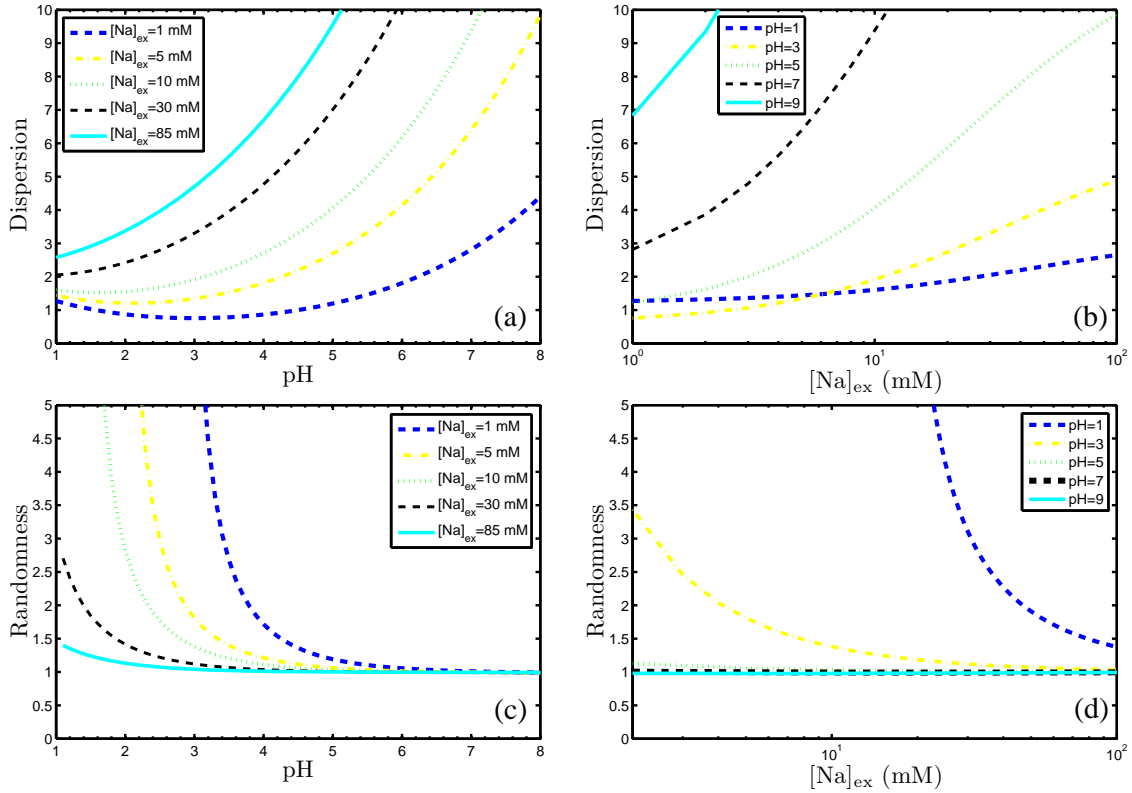 10
9
8
7
6
5
4
3
2
1
0
Dispersion
[Na]ex=1 mM
[Na]ex=5 mM
[Na]ex=10 mM
[Na]ex=30 mM
[Na]ex=85 mM
(a)
1 2 3 4 5 6 7 8
pH
10
9
8
7
6
5
4
3
2
1
0
Dispersion
pH=1
pH=3
pH=5
pH=7
pH=9
(b)
10^0 10^1 10^2
[Na]ex (mM)
5
4.5
4
3.5
3
2.5
2
1.5
1
0.5
0
Randomness
[Na]ex=1 mM
[Na]ex=5 mM
[Na]ex=10 mM
[Na]ex=30 mM
[Na]ex=85 mM
(c)
1 2 3 4 5 6 7 8
pH
5
4.5
4
3.5
3
2.5
2
1.5
1
0.5
0
Randomness
pH=1
pH=3
pH=5
pH=7
pH=9
(d)
10^1 10^2
[Na]ex (mM)